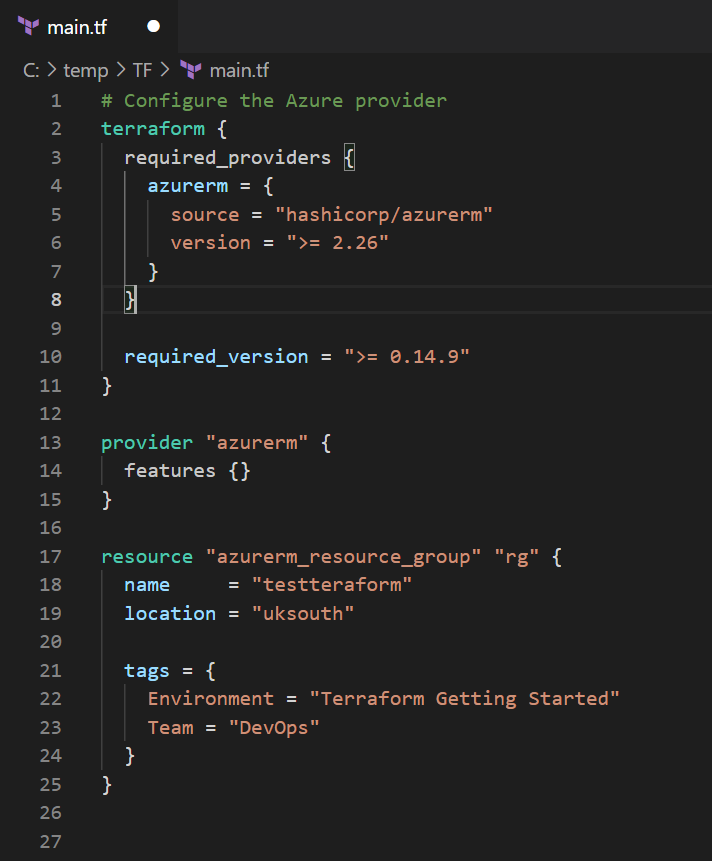 main.tf
C: > temp > TF > main.tf
1 # Configure the Azure provider
2 terraform {
3   required_providers {
4     azurerm = {
5       source = "hashicorp/azurerm"
6       version = ">= 2.26"
7     }
8   }
9
10   required_version = ">= 0.14.9"
11 }
12
13 provider "azurerm" {
14   features {}
15 }
16
17 resource "azurerm_resource_group" "rg" {
18   name     = "testteraform"
19   location = "uksouth"
20
21   tags = {
22     Environment = "Terraform Getting Started"
23     Team = "DevOps"
24   }
25 }
26
27